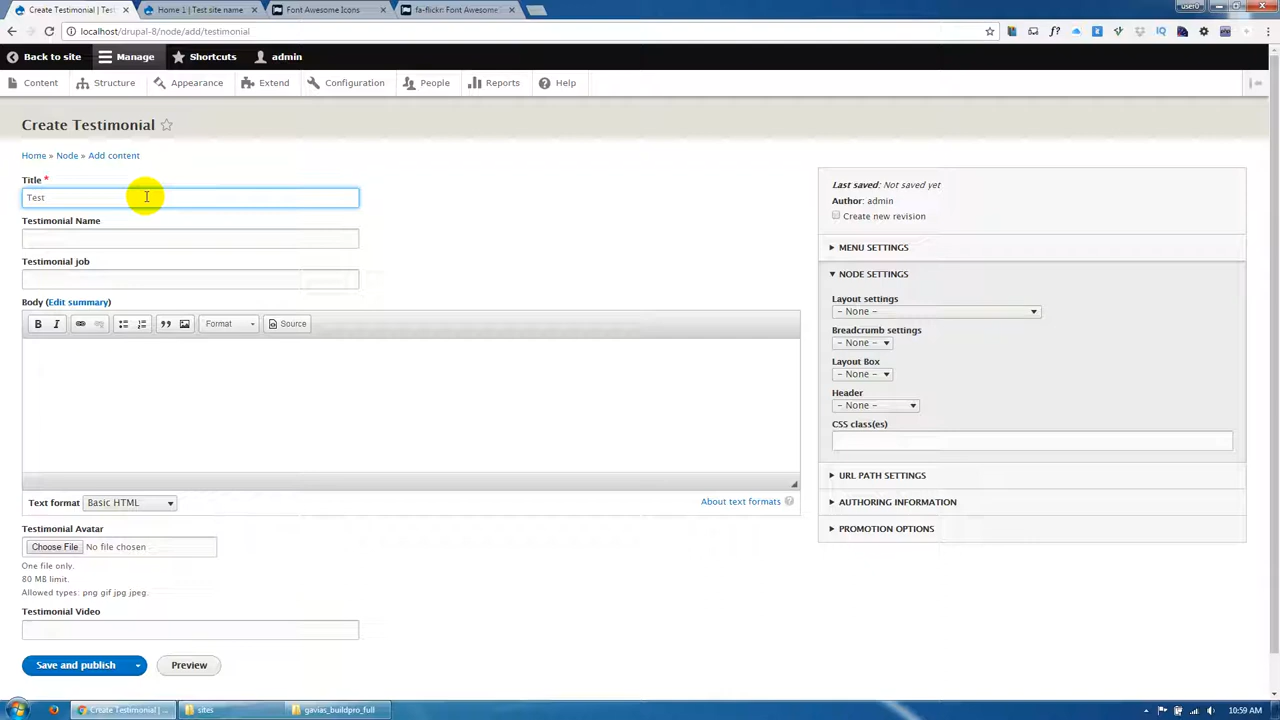 Create Testimonial | Test
Home 1 | Test site name
Font Awesome Icons
fa-flickr: Font Awesome
user0
localhost/drupal-8/node/add/testimonial
Back to site
Manage
Shortcuts
admin
Content
Structure
Appearance
Extend
Configuration
People
Reports
Help
Create Testimonial
Home » Node » Add content
Title *
Test
Testimonial Name
Testimonial job
Body (Edit summary)
B I
Format
Source
Text format
Basic HTML
About text formats
Testimonial Avatar
Choose File No file chosen
One file only.
80 MB limit.
Allowed types: png gif jpg jpeg.
Testimonial Video
Save and publish
Preview
Last saved: Not saved yet
Author: admin
Create new revision
MENU SETTINGS
NODE SETTINGS
Layout settings
- None -
Breadcrumb settings
- None -
Layout Box
- None -
Header
- None -
CSS class(es)
URL PATH SETTINGS
AUTHORING INFORMATION
PROMOTION OPTIONS
Create Testimonial | ...
sites
gavias_buildpro_full
10:59 AM